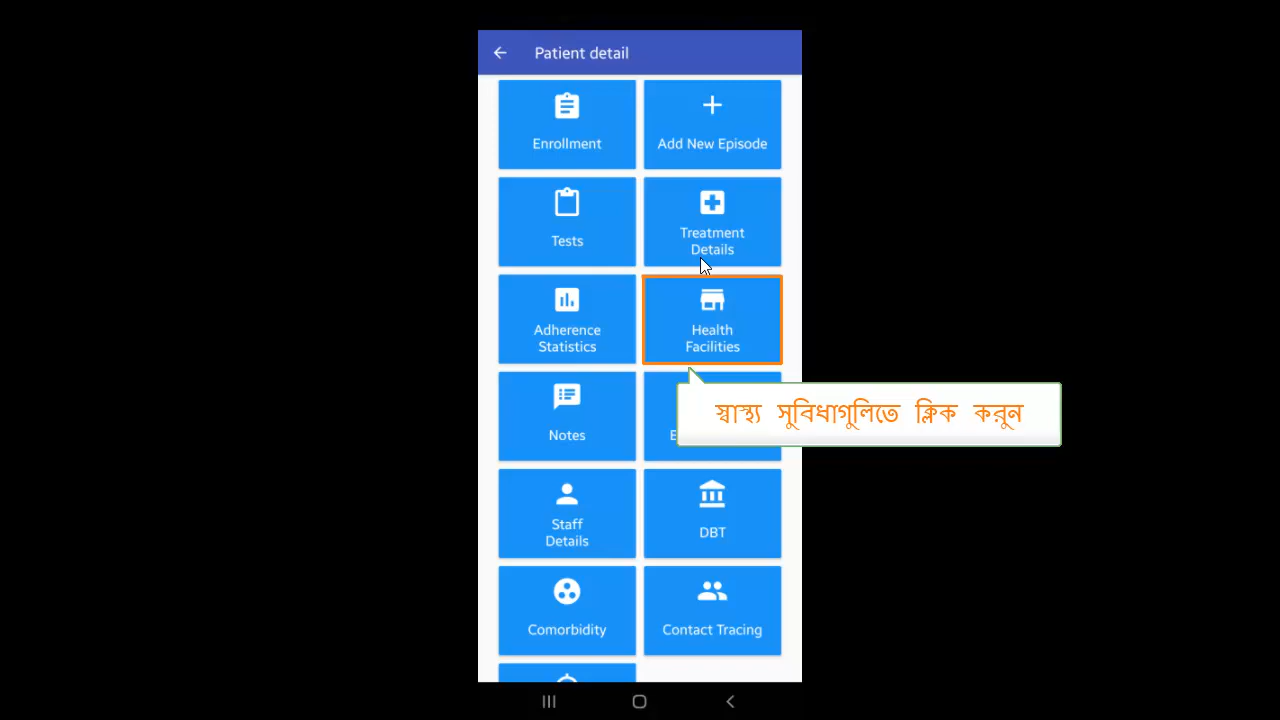 Patient detail
Enrollment
Add New Episode
Tests
Treatment
Details
Adherence
Statistics
Health
Facilities
স্বাস্থ্য সুবিধাগুলিতে ক্লিক করুন
Notes
Staff
Details
DBT
Comorbidity
Contact Tracing